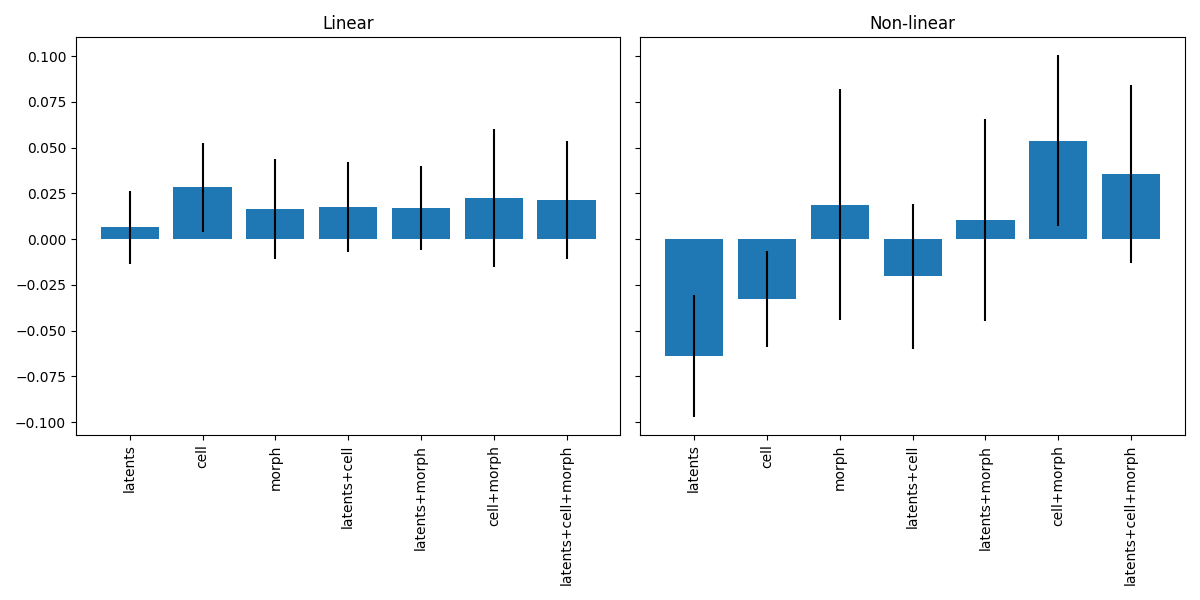 Linear
Non-linear
0.100
0.075
0.050
0.025
0.000
−0.025
−0.050
−0.075
−0.100
latents
cell
morph
latents+cell
latents+morph
cell+morph
latents+cell+morph
latents
cell
morph
latents+cell
latents+morph
cell+morph
latents+cell+morph